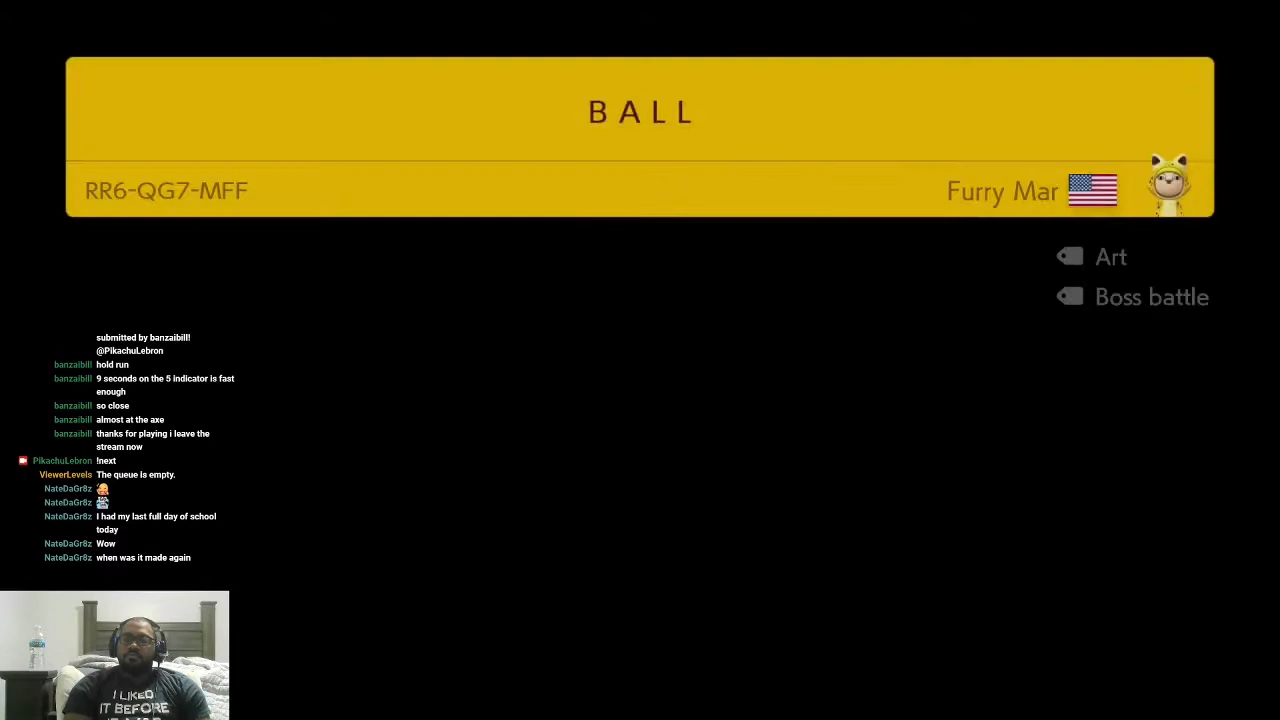 BALL
RR6-QG7-MFF
Furry Mar
Art
Boss battle
submitted by banzaibill!
@PikachuLebron
banzaibill hold run
banzaibill 9 seconds on the 5 indicator is fast
enough
banzaibill so close
banzaibill almost at the axe
banzaibill thanks for playing i leave the
stream now
PikachuLebron !next
ViewerLevels The queue is empty.
NateDaGr8z
NateDaGr8z
NateDaGr8z I had my last full day of school
today
NateDaGr8z Wow
NateDaGr8z when was it made again
I LIKED
IT BEFORE